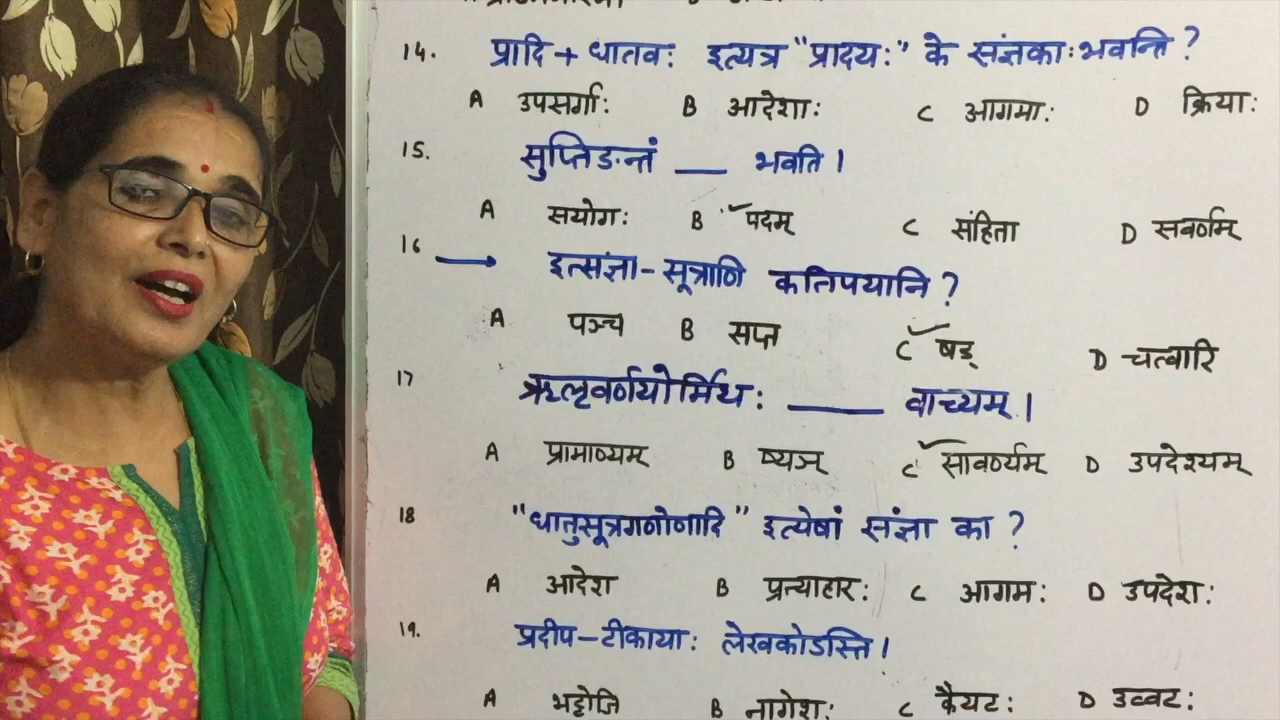 14. प्रादि + धातवः इत्यत्र "प्रादयः" के संज्ञकाः भवन्ति ?
A उपसर्गाः B आदेशाः C आगमाः D क्रियाः
15. सुप्तिङन्तं __ भवति ।
A सयोगः B पदम् C संहिता D सवर्णम्
16 → इत्संज्ञा - सूत्राणि कतिपयानि ?
A पञ्च B सप्त C षड् D चत्वारि
17 ऋलृवर्णयोर्मिथः ___ वाच्यम् ।
A प्रामाण्यम् B ष्यञ् C सावर्ण्यम् D उपदेश्यम्
18 "धातुसूत्रगणोणादि" इत्येषां संज्ञा का ?
A आदेश B प्रत्याहारः C आगमः D उपदेशः
19. प्रदीप - टीकायाः लेखकोऽस्ति ।
A भट्टोजि B नागेशः C कैयटः D उव्वटः